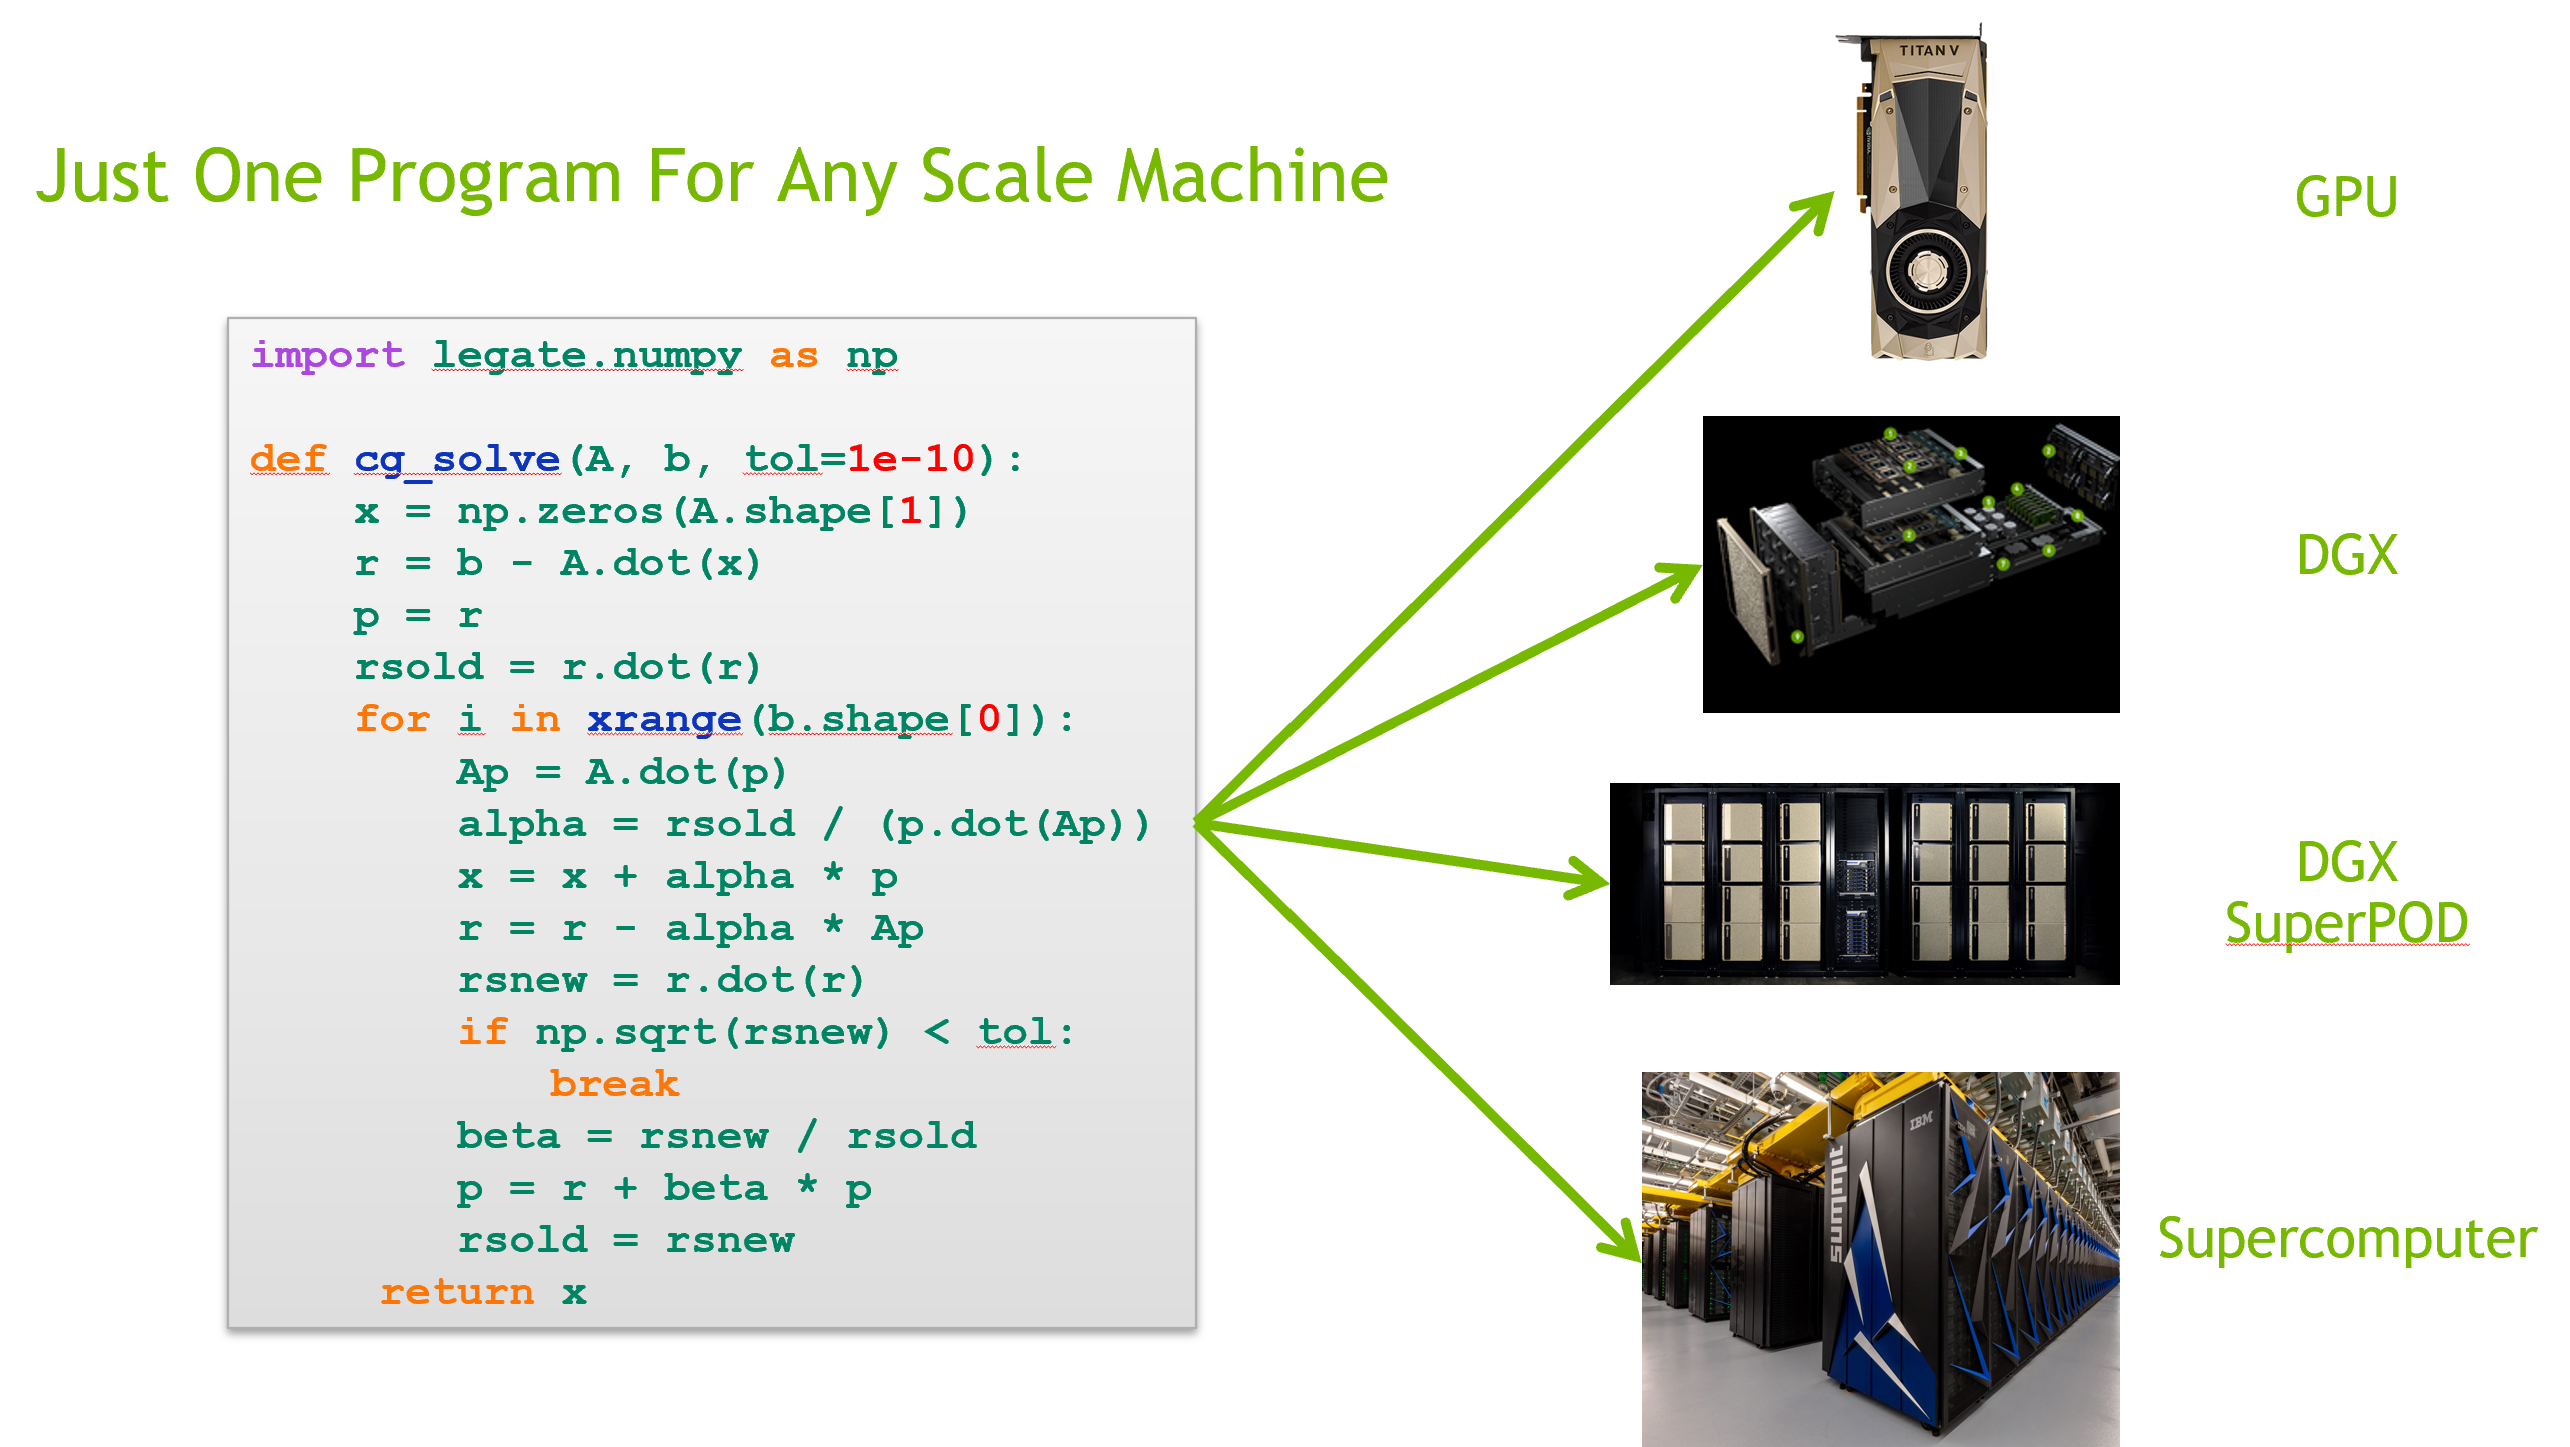 Just One Program For Any Scale Machine
import legate.numpy as np
def cg_solve(A, b, tol=1e-10):
    x = np.zeros(A.shape[1])
    r = b - A.dot(x)
    p = r
    rsold = r.dot(r)
    for i in xrange(b.shape[0]):
        Ap = A.dot(p)
        alpha = rsold / (p.dot(Ap))
        x = x + alpha * p
        r = r - alpha * Ap
        rsnew = r.dot(r)
        if np.sqrt(rsnew) < tol:
            break
        beta = rsnew / rsold
        p = r + beta * p
        rsold = rsnew
     return x
TITAN V
GPU
DGX
DGX
SuperPOD
IBM
summit
Supercomputer